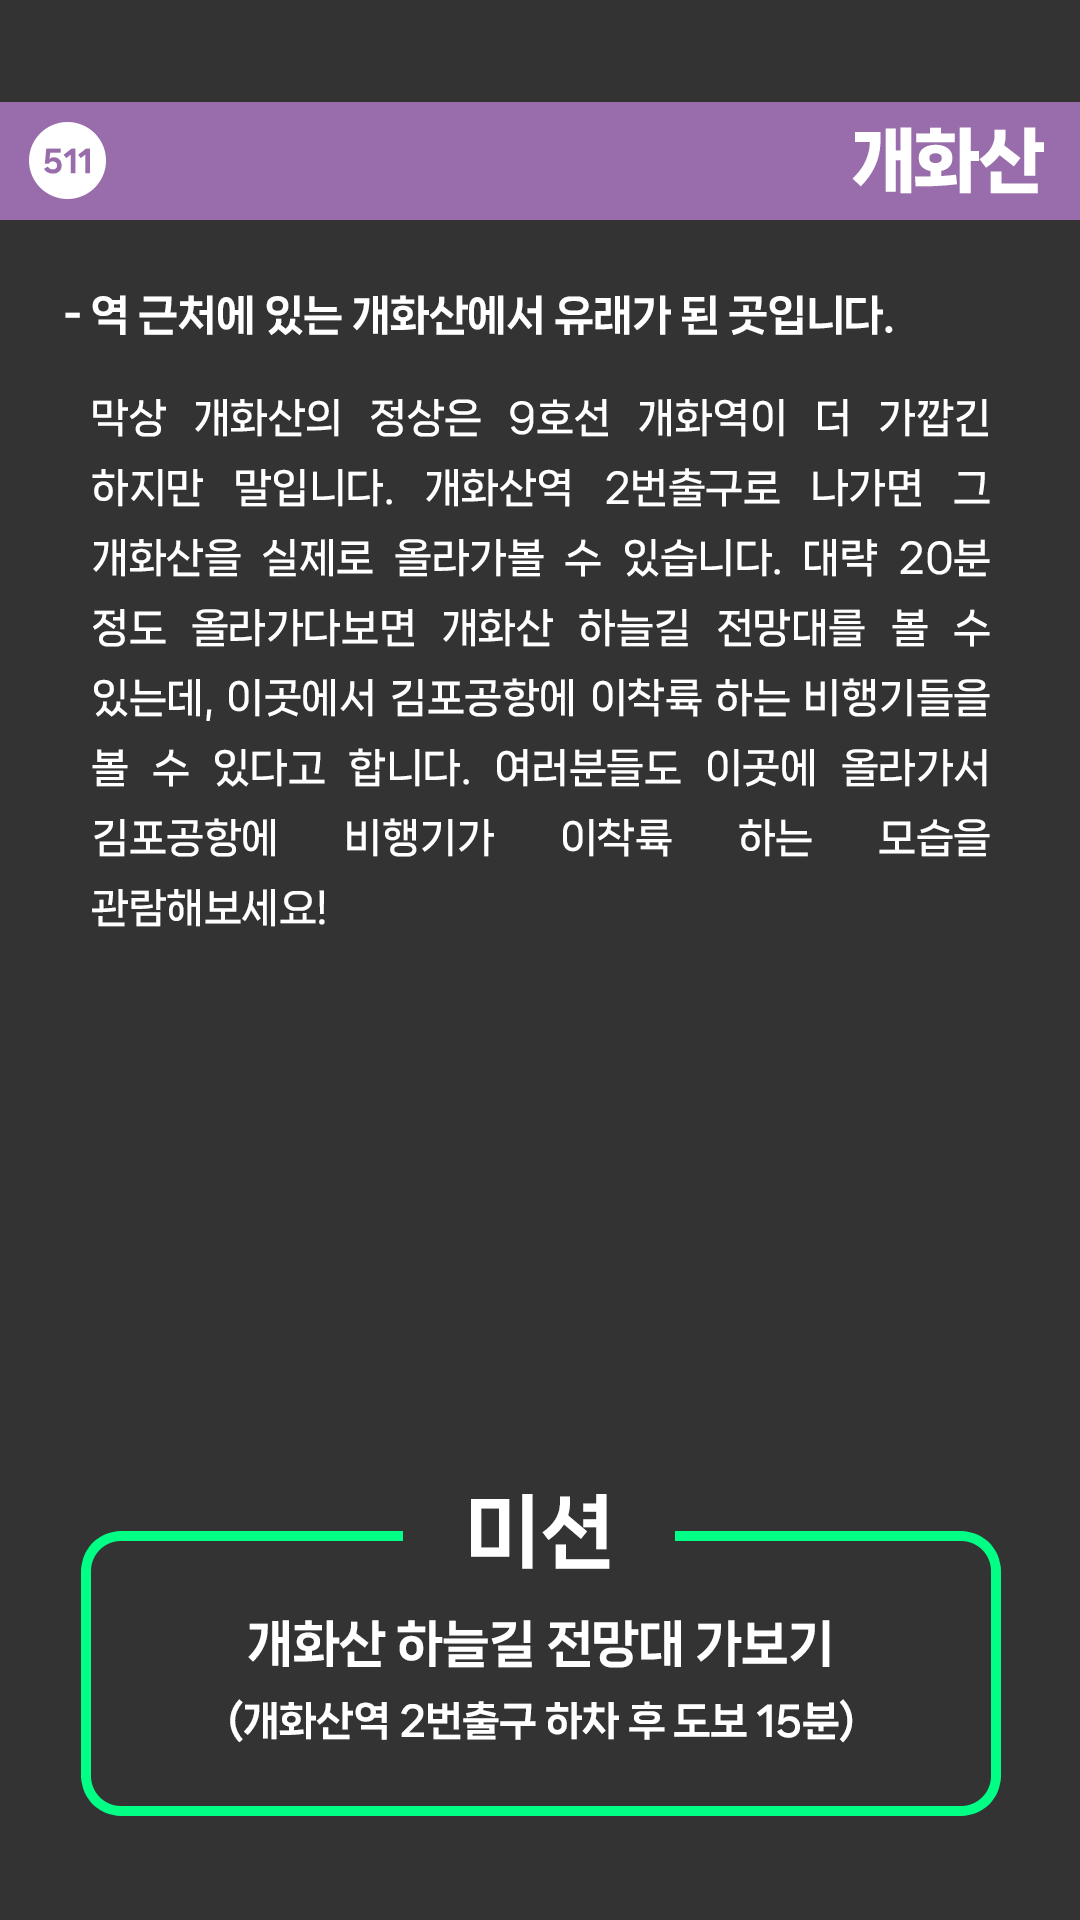 511
개화산
- 역 근처에 있는 개화산에서 유래가 된 곳입니다.
막상 개화산의 정상은 9호선 개화역이 더 가깝긴
하지만 말입니다. 개화산역 2번출구로 나가면 그
개화산을 실제로 올라가볼 수 있습니다. 대략 20분
정도 올라가다보면 개화산 하늘길 전망대를 볼 수
있는데, 이곳에서 김포공항에 이착륙 하는 비행기들을
볼 수 있다고 합니다. 여러분들도 이곳에 올라가서
김포공항에 비행기가 이착륙 하는 모습을
관람해보세요!
미션
개화산 하늘길 전망대 가보기
(개화산역 2번출구 하차 후 도보 15분)